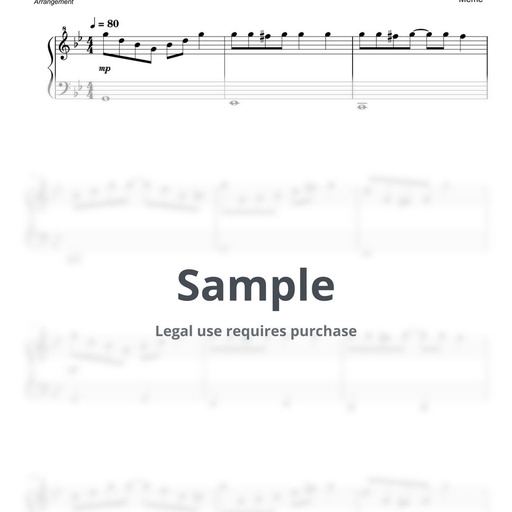 Arrangement
Meme
= 80
mp
Sample
Legal use requires purchase